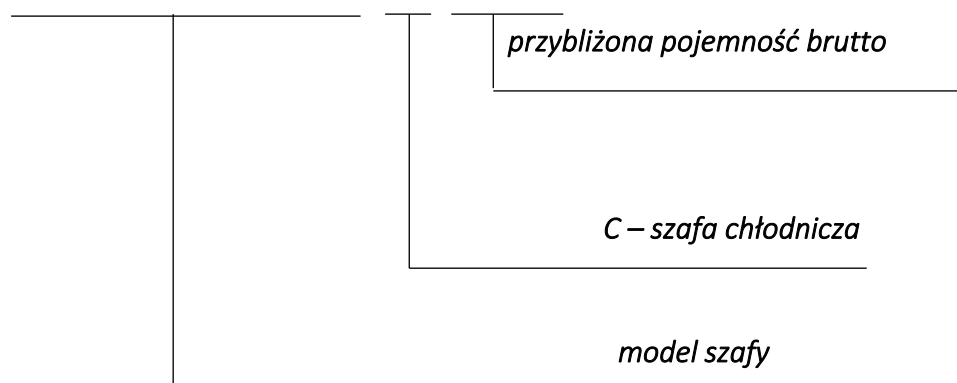 przybliżona pojemność brutto
C – szafa chłodnicza
model szafy